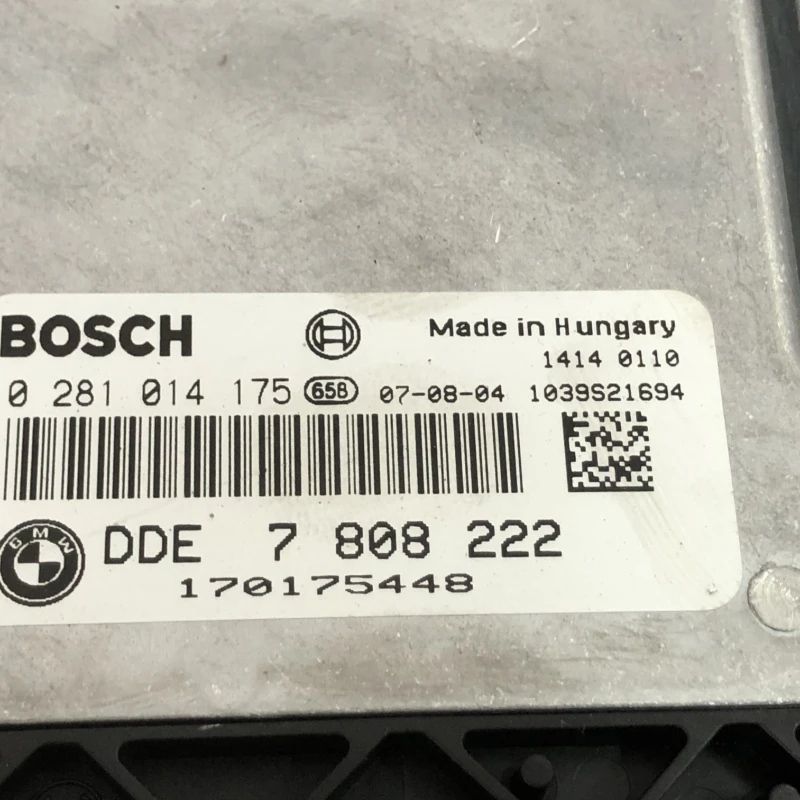 BOSCH
Made in Hungary
1414 0110
0 281 014 175 658 07-08-04 1039S21694
BMW
DDE 7 808 222
170175448